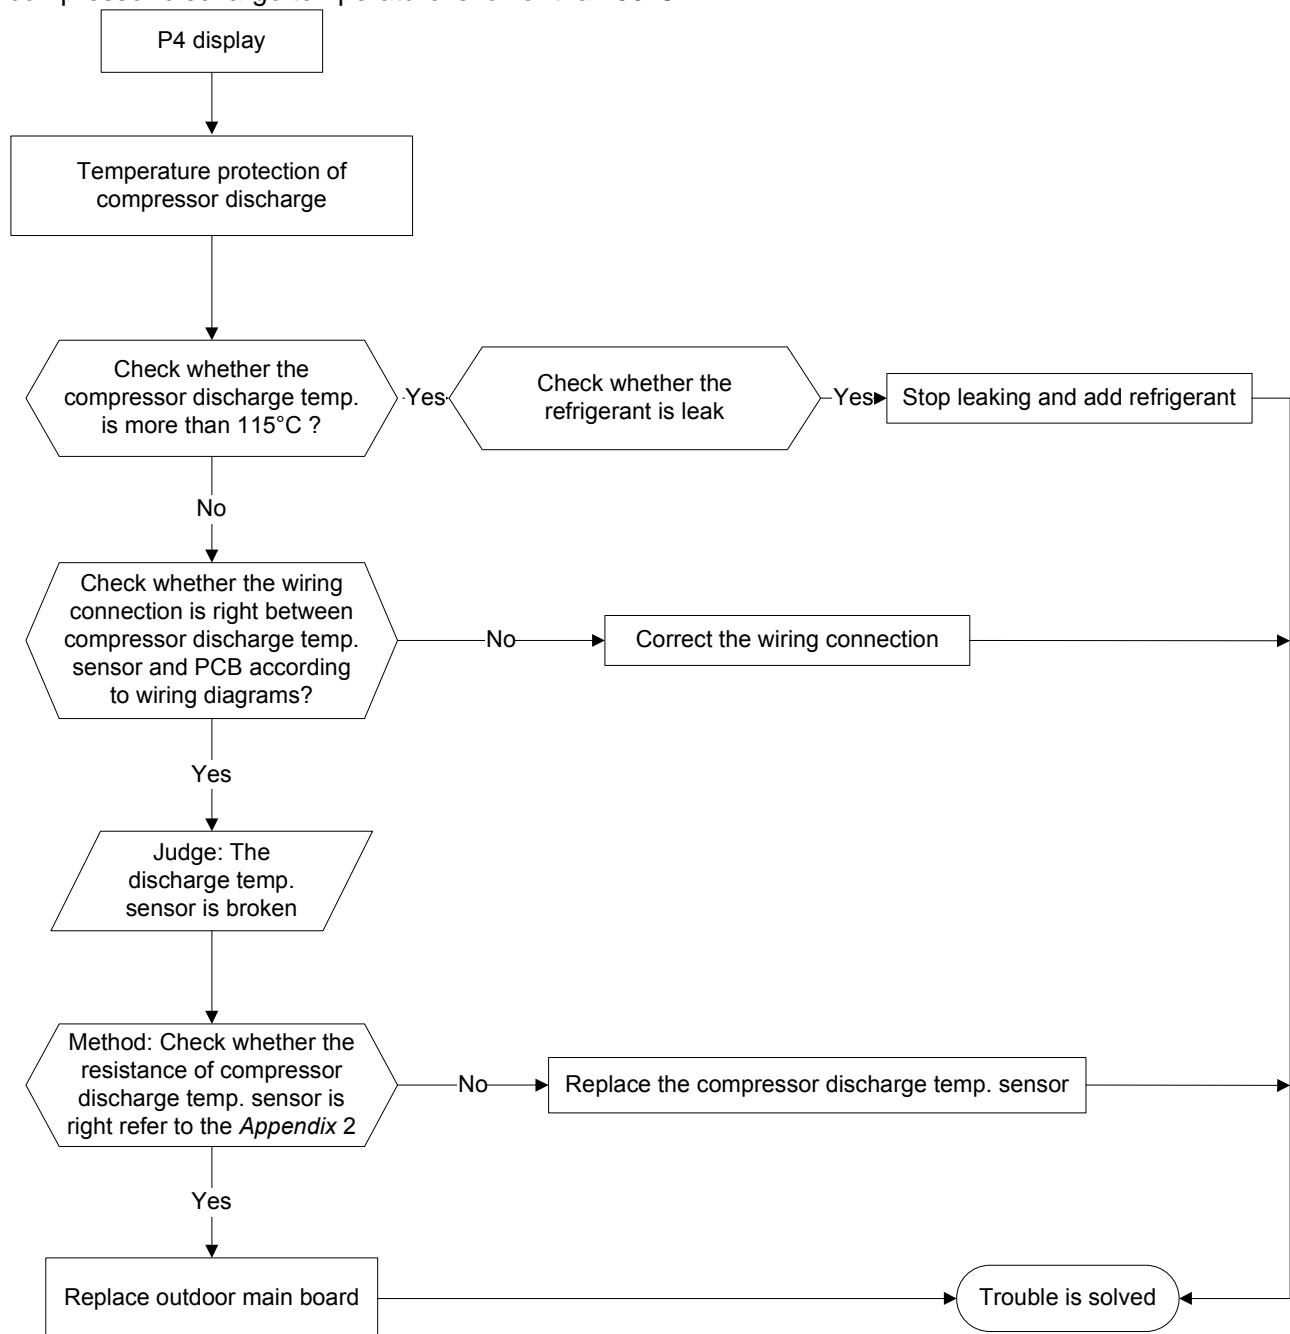 P4 display
Temperature protection of
compressor discharge
Check whether the
compressor discharge temp.
is more than 115°C ?
Yes
Check whether the
refrigerant is leak
Yes
Stop leaking and add refrigerant
No
Check whether the wiring
connection is right between
compressor discharge temp.
sensor and PCB according
to wiring diagrams?
No
Correct the wiring connection
Yes
Judge: The
discharge temp.
sensor is broken
Method: Check whether the
resistance of compressor
discharge temp. sensor is
right refer to the Appendix 2
No
Replace the compressor discharge temp. sensor
Yes
Replace outdoor main board
Trouble is solved